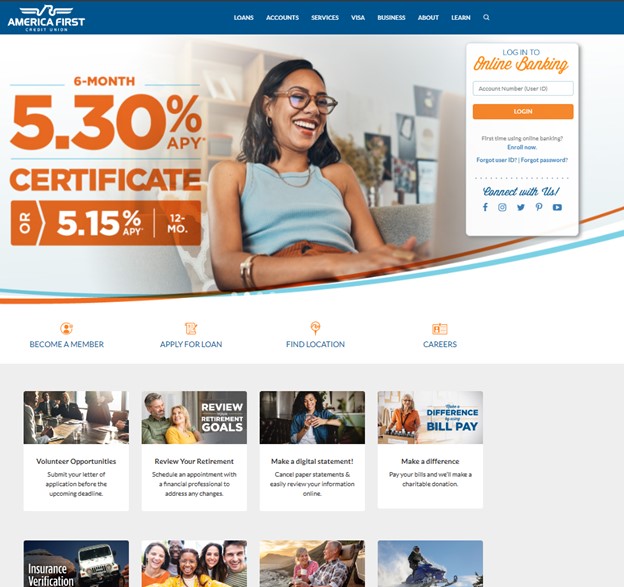 AMERICA FIRST
CREDIT UNION
LOANS ACCOUNTS SERVICES VISA BUSINESS ABOUT LEARN
6-MONTH
5.30% APY*
CERTIFICATE
OR 5.15% APY* 12-MO.
LOG IN TO
Online Banking
Account Number (User ID)
LOGIN
First time using online banking?
Enroll now.
Forgot user ID? | Forgot password?
Connect with Us!
BECOME A MEMBER
APPLY FOR LOAN
FIND LOCATION
CAREERS
REVIEW
YOUR
RETIREMENT
GOALS
Make a
DIFFERENCE
by using
BILL PAY
Volunteer Opportunities
Submit your letter of
application before the
upcoming deadline.
Review Your Retirement
Schedule an appointment with
a financial professional to
address any changes.
Make a digital statement!
Cancel paper statements &
easily review your information
online.
Make a difference
Pay your bills and we'll make a
charitable donation.
Insurance
Verification